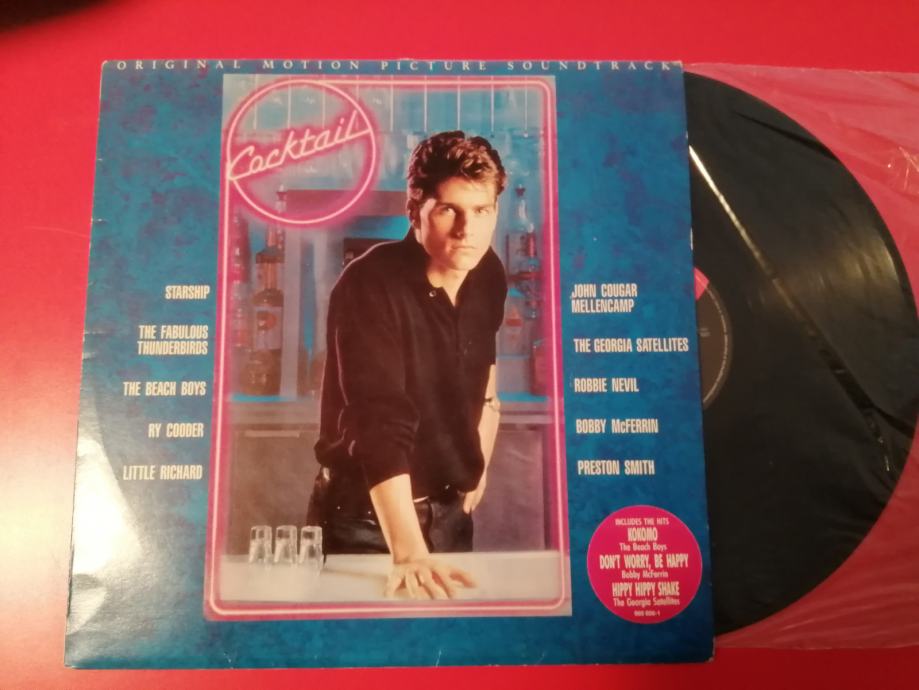 ORIGINAL MOTION PICTURE SOUNDTRACK
Cocktail
STARSHIP
THE FABULOUS
THUNDERBIRDS
THE BEACH BOYS
RY COODER
LITTLE RICHARD
JOHN COUGAR
MELLENCAMP
THE GEORGIA SATELLITES
ROBBIE NEVIL
BOBBY McFERRIN
PRESTON SMITH
INCLUDES THE HITS
KOKOMO
The Beach Boys
DON'T WORRY, BE HAPPY
Bobby McFerrin
HIPPY HIPPY SHAKE
The Georgia Satellites